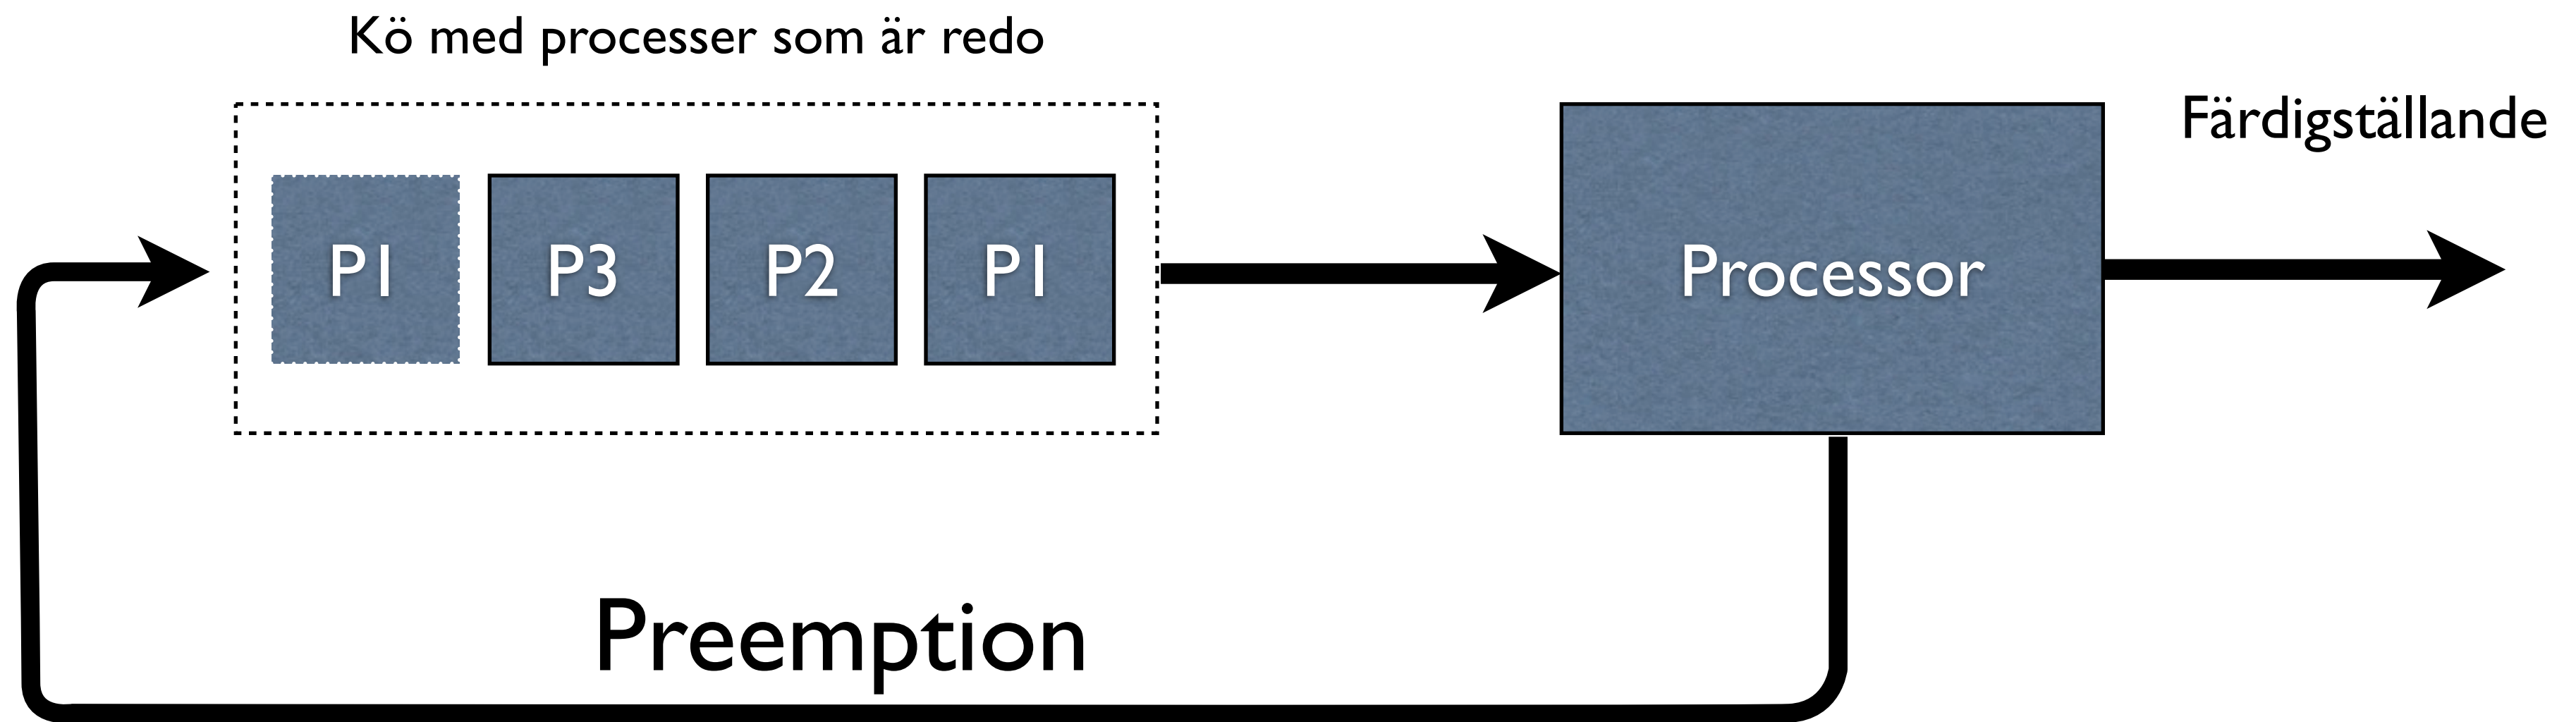 Kö med processer som är redo
Färdigställande
P1
P3
P2
P1
Processor
Preemption